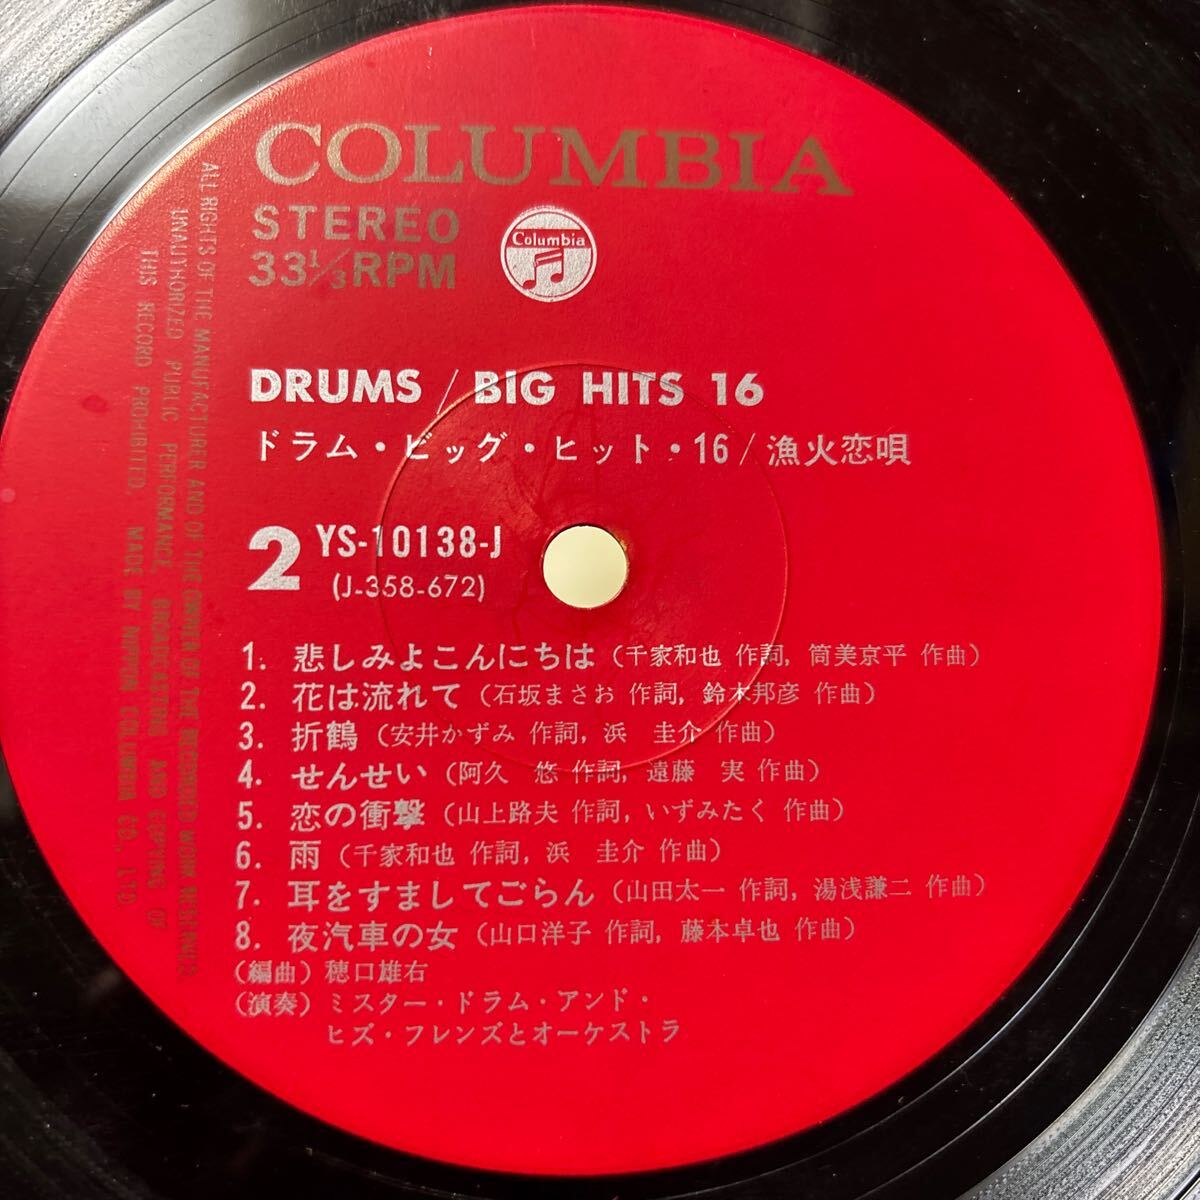 COLUMBIA
STEREO
33⅓RPM
Columbia
DRUMS / BIG HITS 16
ドラム・ビッグ・ヒット・16 / 漁火恋唄
2
YS-10138-J
(J-358-672)
1. 悲しみよこんにちは (千家和也 作詞, 筒美京平 作曲)
2. 花は流れて (石坂まさお 作詞, 鈴木邦彦 作曲)
3. 折鶴 (安井かずみ 作詞, 浜 圭介 作曲)
4. せんせい (阿久 悠 作詞, 遠藤 実 作曲)
5. 恋の衝撃 (山上路夫 作詞, いずみたく 作曲)
6. 雨 (千家和也 作詞, 浜 圭介 作曲)
7. 耳をすましてごらん (山田太一 作詞, 湯浅謙二 作曲)
8. 夜汽車の女 (山口洋子 作詞, 藤本卓也 作曲)
(編曲) 穂口雄右
(演奏) ミスター・ドラム・アンド・
ヒズ・フレンズとオーケストラ
ALL RIGHTS OF THE MANUFACTURER AND OF THE OWNER OF THE RECORDED WORK RESERVED
UNAUTHORIZED PUBLIC PERFORMANCE, BROADCASTING AND COPYING OF
THIS RECORD PROHIBITED. MADE BY NIPPON COLUMBIA CO., LTD.